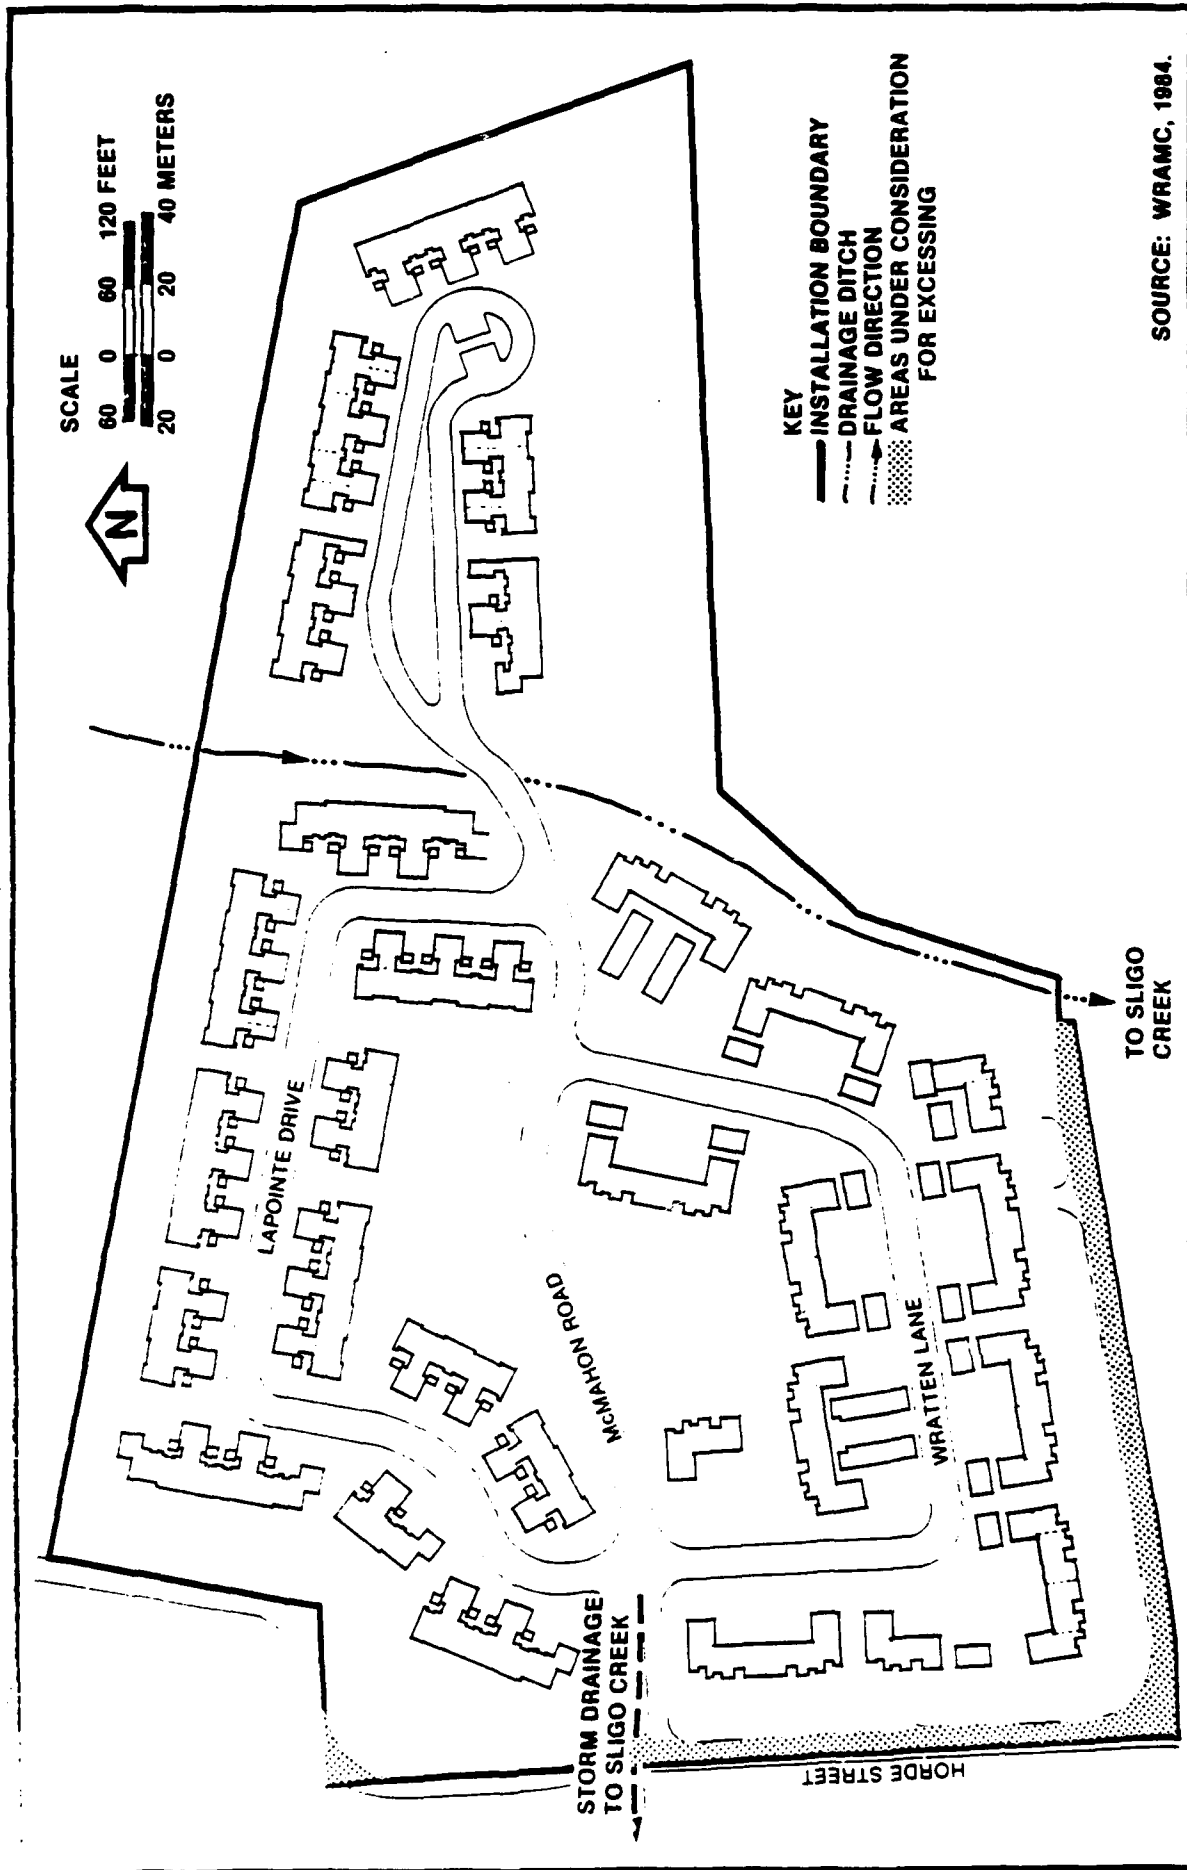 SCALE
60 0 60 120 FEET
20 0 20 40 METERS
N
KEY
INSTALLATION BOUNDARY
DRAINAGE DITCH
FLOW DIRECTION
AREAS UNDER CONSIDERATION
FOR EXCESSING
LAPOINTE DRIVE
McMAHON ROAD
WRATTEN LANE
STORM DRAINAGE
TO SLIGO CREEK
HORDE STREET
TO SLIGO
CREEK
SOURCE: WRAMC, 1984.